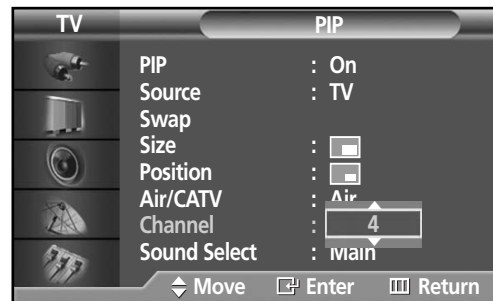 TV PIP
PIP : On
Source : TV
Swap
Size :
Position :
Air/CATV : Air
Channel : 4
Sound Select : Main
Move Enter Return